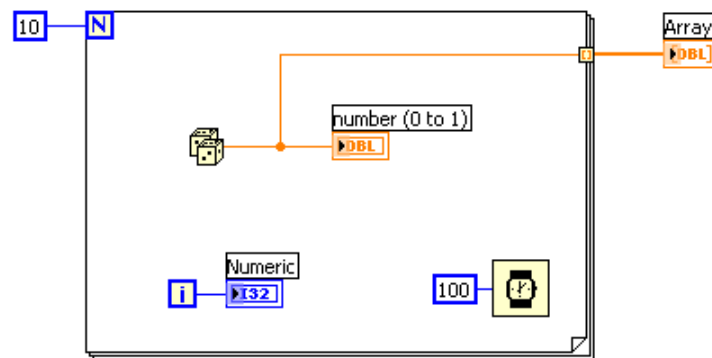 10
N
Array
DBL]
number (0 to 1)
DBL
Numeric
i
I32
100